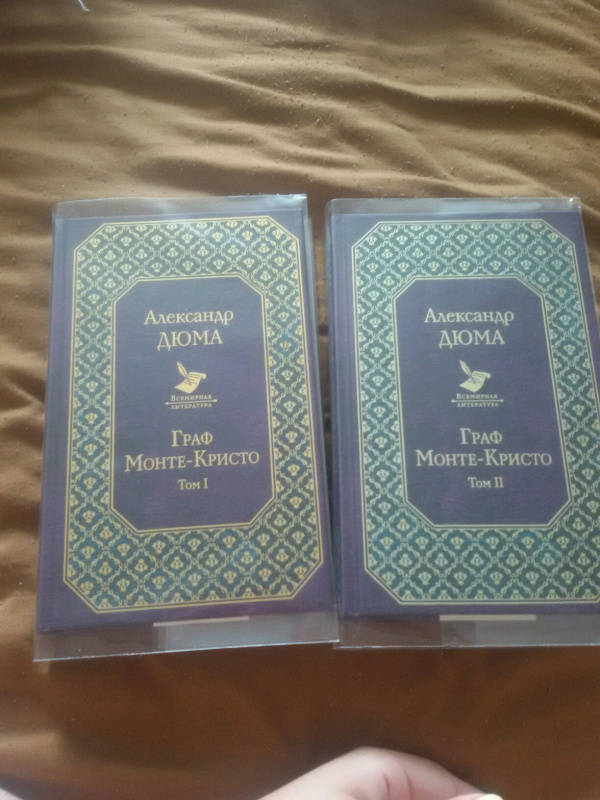 Александр
ДЮМА
Всемирная
литература
Граф
Монте-Кристо
Том I
Александр
ДЮМА
Всемирная
литература
Граф
Монте-Кристо
Том II